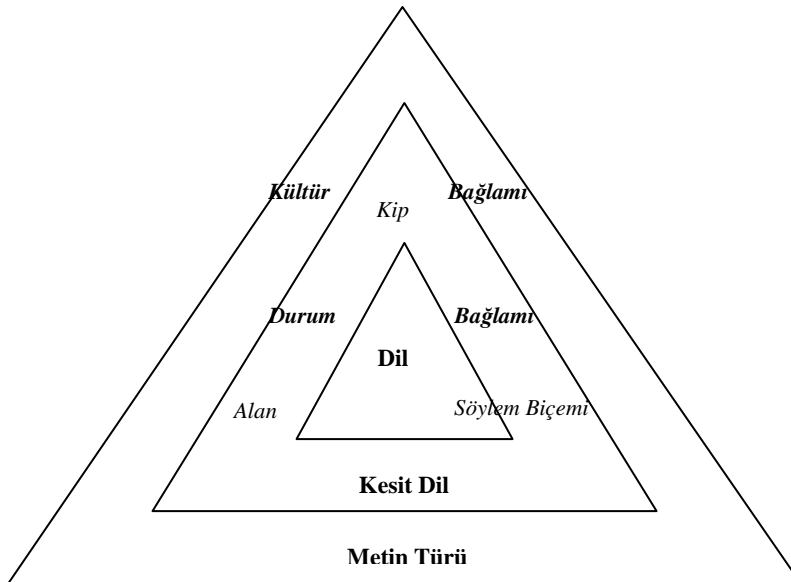 Kültür Bağlamı
Kip
Durum Bağlamı
Dil
Alan Söylem Biçemi
Kesit Dil
Metin Türü